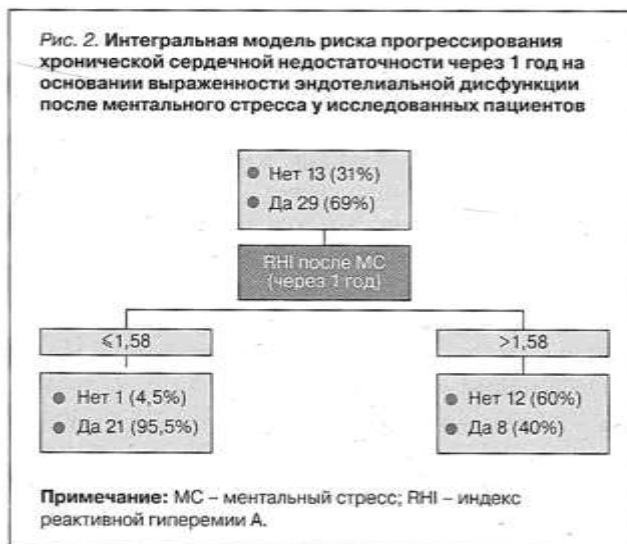 Рис. 2. Интегральная модель риска прогрессирования
хронической сердечной недостаточности через 1 год на
основании выраженности эндотелиальной дисфункции
после ментального стресса у исследованных пациентов
Нет 13 (31%)
Да 29 (69%)
RHI после МС
(через 1 год)
⩽1,58
Нет 1 (4,5%)
Да 21 (95,5%)
>1,58
Нет 12 (60%)
Да 8 (40%)
Примечание: МС – ментальный стресс; RHI – индекс
реактивной гиперемии А.